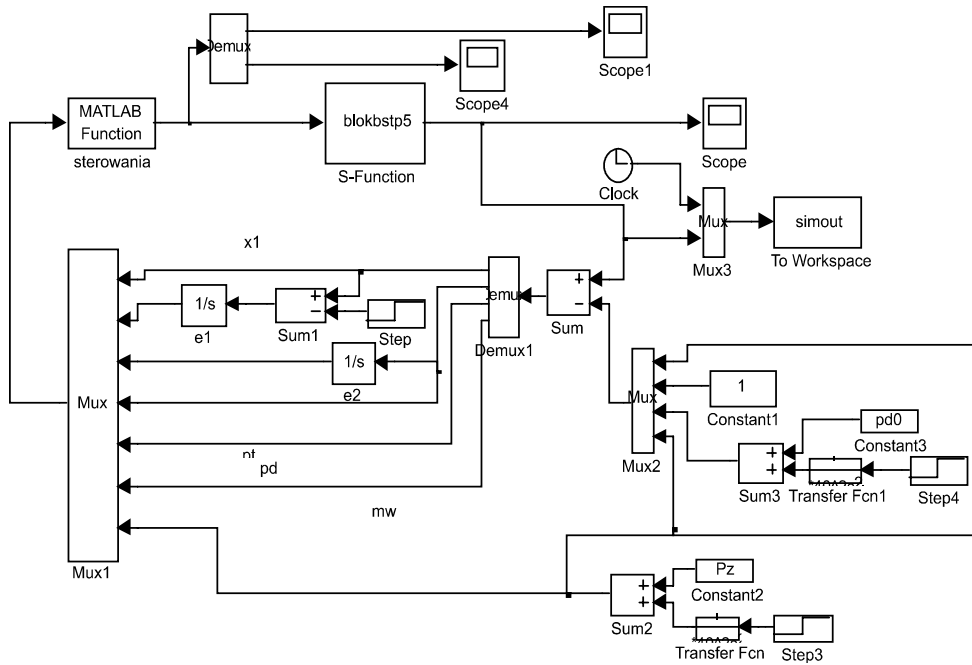 Demux
Scope1
Scope4
MATLAB
Function
sterowania
blokbstp5
S-Function
Scope
Clock
Mux
Mux3
simout
To Workspace
x1
1/s
e1
+
−
Sum1
Step
Demux1
+
−
Sum
1/s
e2
Mux
Mux1
pd
mw
Mux
Mux2
1
Constant1
pd0
Constant3
+
+
Sum3
Transfer Fcn1
Step4
+
+
Sum2
Pz
Constant2
Transfer Fcn
Step3